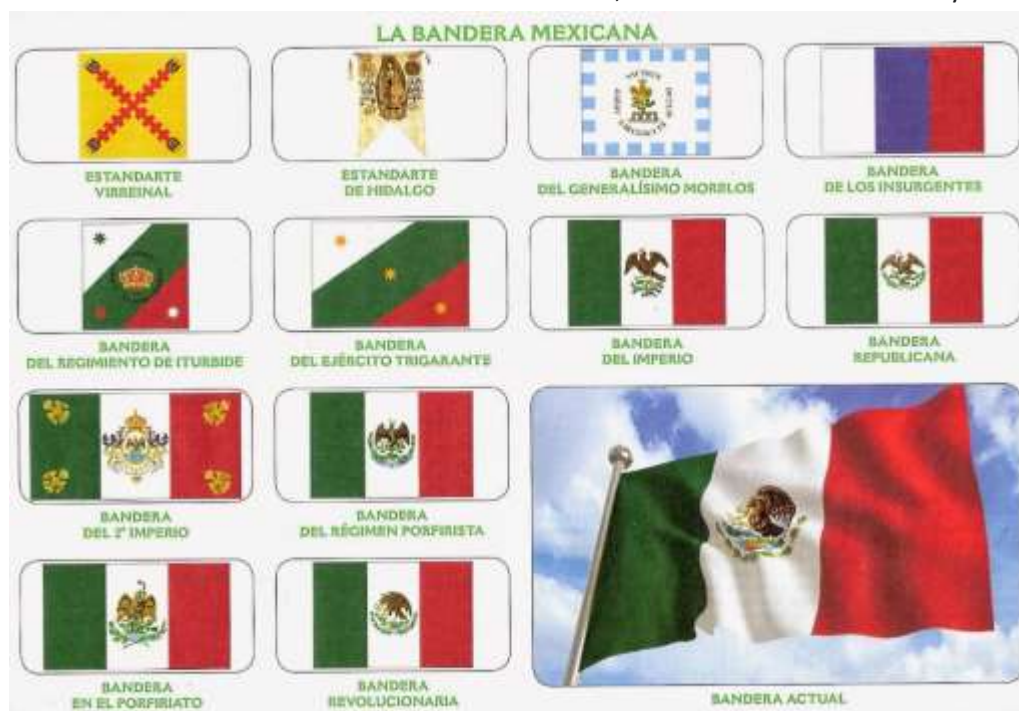 LA BANDERA MEXICANA
ESTANDARTE
VIRREINAL
ESTANDARTE
DE HIDALGO
BANDERA
DEL GENERALÍSIMO MORELOS
BANDERA
DE LOS INSURGENTES
BANDERA
DEL REGIMIENTO DE ITURBIDE
BANDERA
DEL EJÉRCITO TRIGARANTE
BANDERA
DEL IMPERIO
BANDERA
REPUBLICANA
BANDERA
DEL 2º IMPERIO
BANDERA
DEL RÉGIMEN PORFIRISTA
BANDERA
EN EL PORFIRIATO
BANDERA
REVOLUCIONARIA
BANDERA ACTUAL